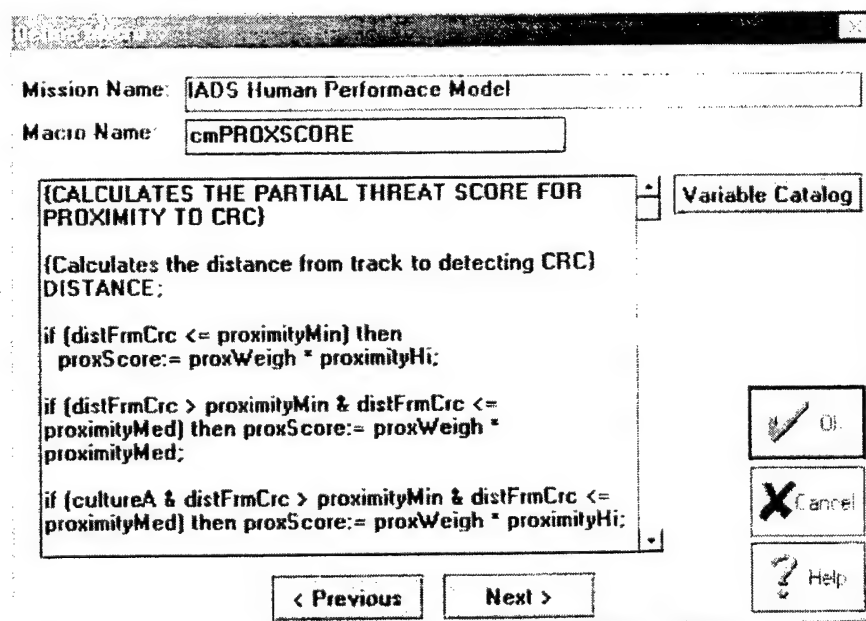 Mission Name: IADS Human Performace Model
Macro Name: cmPROXSCORE
{CALCULATES THE PARTIAL THREAT SCORE FOR
PROXIMITY TO CRC}
Variable Catalog
{Calculates the distance from track to detecting CRC}
DISTANCE;
if (distFrmCrc <= proximityMin) then
proxScore:= proxWeigh * proximityHi;
if (distFrmCrc > proximityMin & distFrmCrc <=
proximityMed) then proxScore:= proxWeigh *
proximityMed;
if (cultureA & distFrmCrc > proximityMin & distFrmCrc <=
proximityMed) then proxScore:= proxWeigh * proximityHi;
Cancel
Help
< Previous
Next >